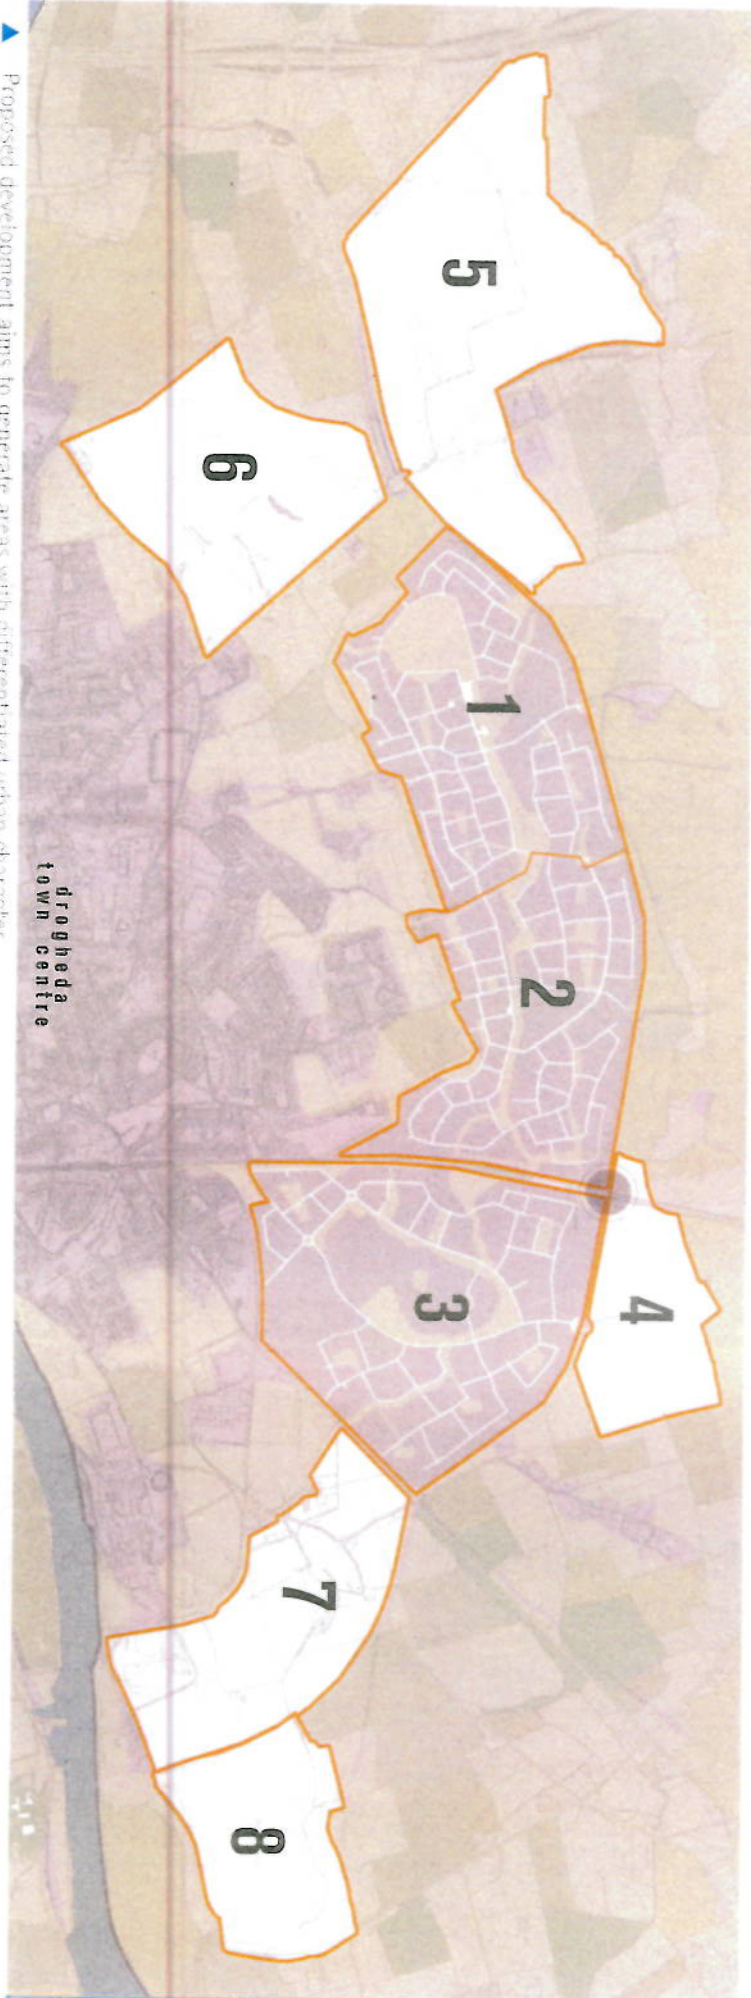 5
6
1
2
3
4
7
8
drogheda
town centre
Proposed development aims to generate areas with differentiated urban character